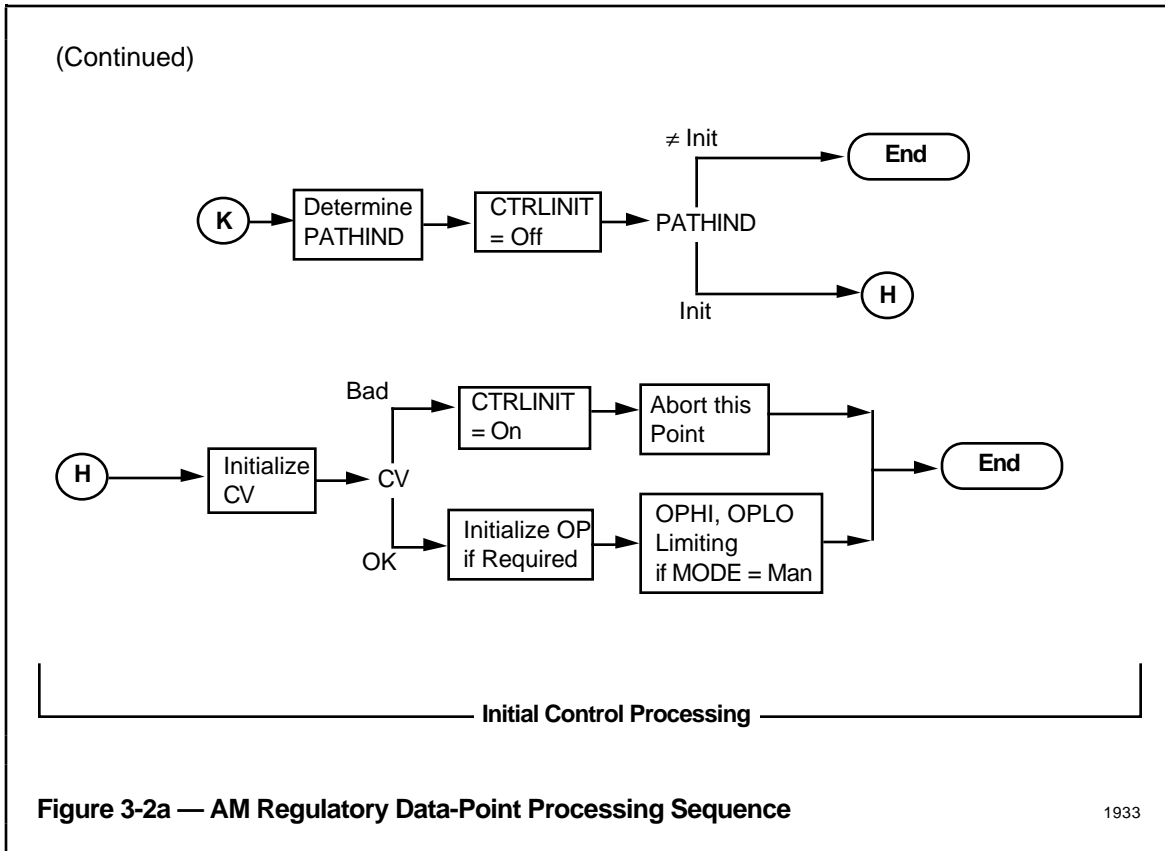 (Continued)
≠ Init
End
K
Determine
PATHIND
CTRLINIT
= Off
PATHIND
Init
H
Bad
CTRLINIT
= On
Abort this
Point
H
Initialize
CV
CV
End
OK
Initialize OP
if Required
OPHI, OPLO
Limiting
if MODE = Man
Initial Control Processing
Figure 3-2a — AM Regulatory Data-Point Processing Sequence
1933